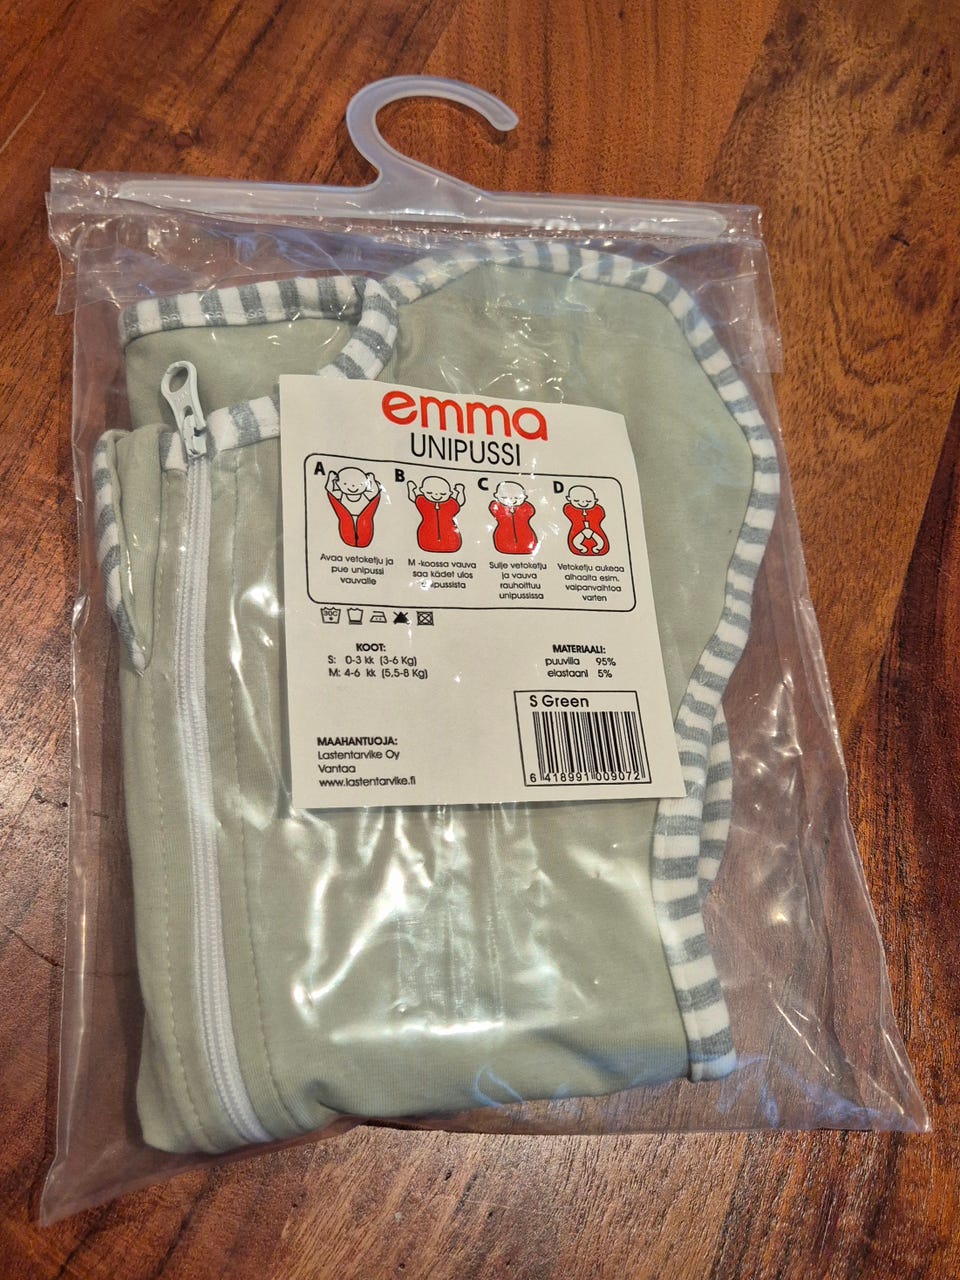 emma
UNIPUSSI
A
B
C
D
Avaa vetoketju ja
pue unipussi
vauvalle
M -koossa vauva
saa kädet ulos
unipussista
Sulje vetoketju
ja vauva
rauhoittuu
unipussissa
Vetoketju aukeaa
alhaalta esim.
vaipanvaihtoa
varten
30°
KOOT:
S: 0-3 kk (3-6 Kg)
M: 4-6 kk (5,5-8 Kg)
MATERIAALI:
puuvilla 95%
elastaani 5%
S Green
6 418991 009072
MAAHANTUOJA:
Lastentarvike Oy
Vantaa
www.lastentarvike.fi